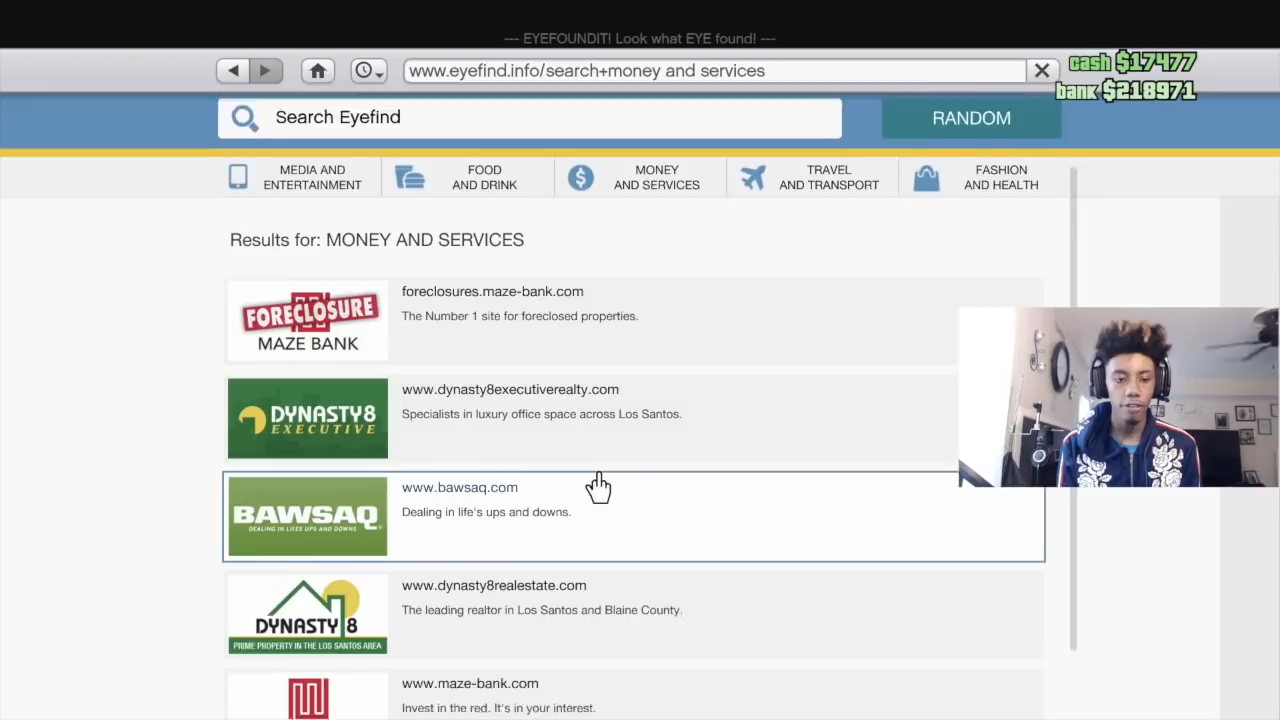 --- EYEFOUNDIT! Look what EYE found! ---
www.eyefind.info/search+money and services
cash $17477
bank $218971
Search Eyefind
RANDOM
MEDIA AND
ENTERTAINMENT
FOOD
AND DRINK
MONEY
AND SERVICES
TRAVEL
AND TRANSPORT
FASHION
AND HEALTH
Results for: MONEY AND SERVICES
FORECLOSURE
MAZE BANK
foreclosures.maze-bank.com
The Number 1 site for foreclosed properties.
DYNASTY8
EXECUTIVE
www.dynasty8executiverealty.com
Specialists in luxury office space across Los Santos.
BAWSAQ
DEALING IN LIFE'S UPS AND DOWNS
www.bawsaq.com
Dealing in life's ups and downs.
DYNASTY 8
PRIME PROPERTY IN THE LOS SANTOS AREA
www.dynasty8realestate.com
The leading realtor in Los Santos and Blaine County.
www.maze-bank.com
Invest in the red. It's in your interest.